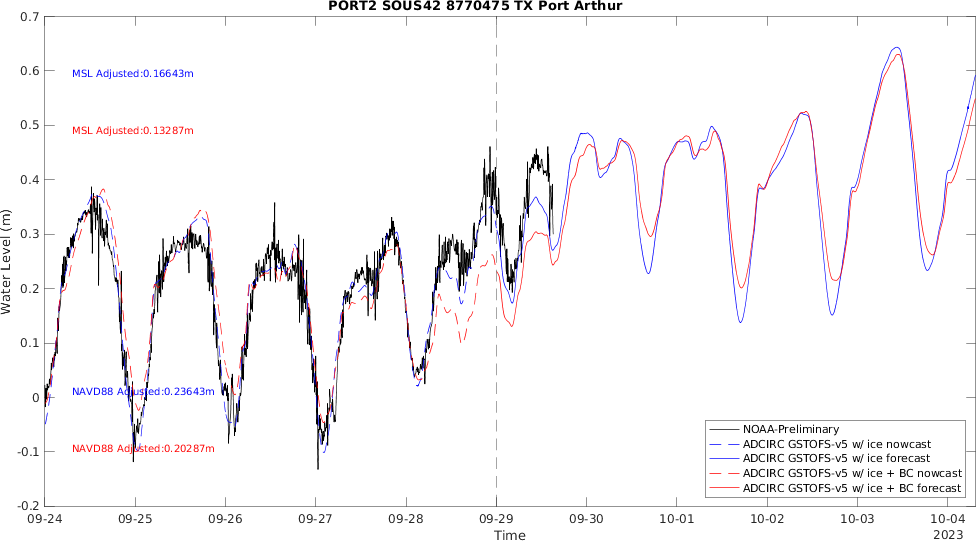 PORT2 SOUS42 8770475 TX Port Arthur
0.7
0.6
0.5
0.4
0.3
0.2
0.1
0
-0.1
-0.2
Water Level (m)
MSL Adjusted:0.16643m
MSL Adjusted:0.13287m
NAVD88 Adjusted:0.23643m
NAVD88 Adjusted:0.20287m
NOAA-Preliminary
ADCIRC GSTOFS-v5 w/ ice nowcast
ADCIRC GSTOFS-v5 w/ ice forecast
ADCIRC GSTOFS-v5 w/ ice + BC nowcast
ADCIRC GSTOFS-v5 w/ ice + BC forecast
09-24 09-25 09-26 09-27 09-28 09-29 09-30 10-01 10-02 10-03 10-04
Time
2023